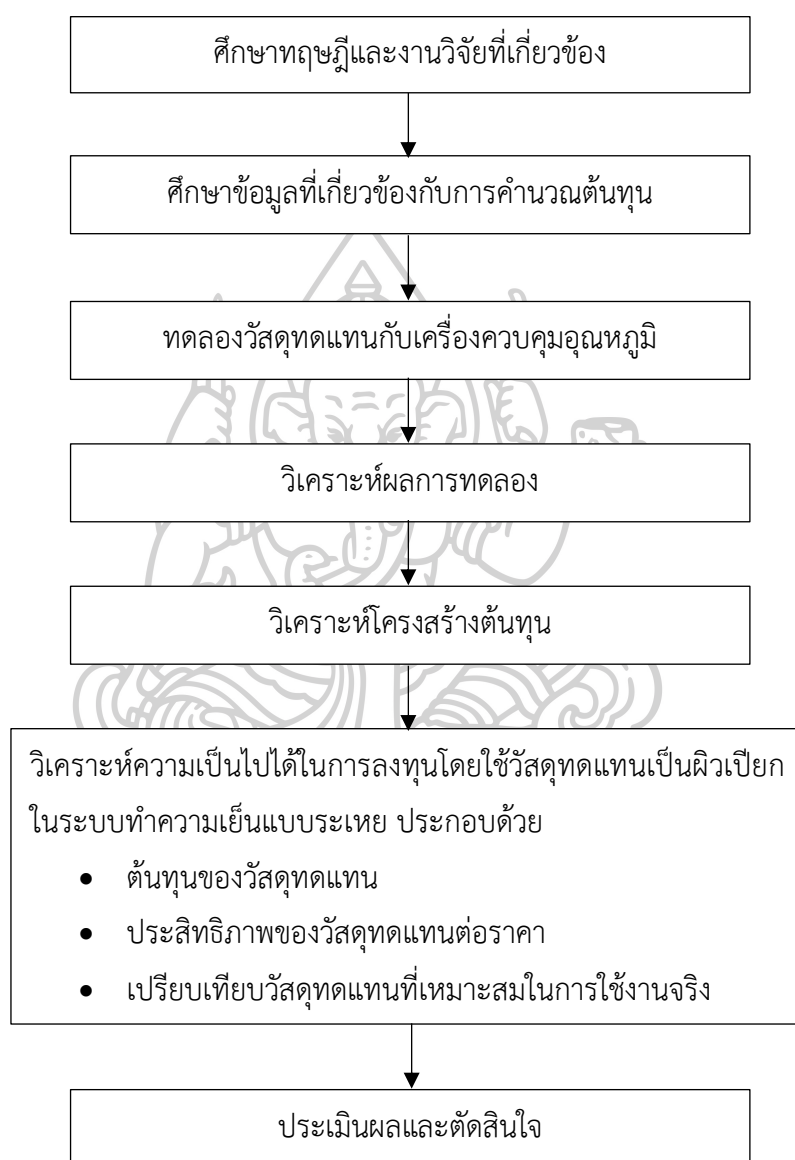 ศึกษาทฤษฎีและงานวิจัยที่เกี่ยวข้อง
ศึกษาข้อมูลที่เกี่ยวข้องกับการคำนวณต้นทุน
ทดลองวัสดุทดแทนกับเครื่องควบคุมอุณหภูมิ
วิเคราะห์ผลการทดลอง
วิเคราะห์โครงสร้างต้นทุน
วิเคราะห์ความเป็นไปได้ในการลงทุนโดยใช้วัสดุทดแทนเป็นผิวเปียก
ในระบบทำความเย็นแบบระเหย ประกอบด้วย
• ต้นทุนของวัสดุทดแทน
• ประสิทธิภาพของวัสดุทดแทนต่อราคา
• เปรียบเทียบวัสดุทดแทนที่เหมาะสมในการใช้งานจริง
ประเมินผลและตัดสินใจ